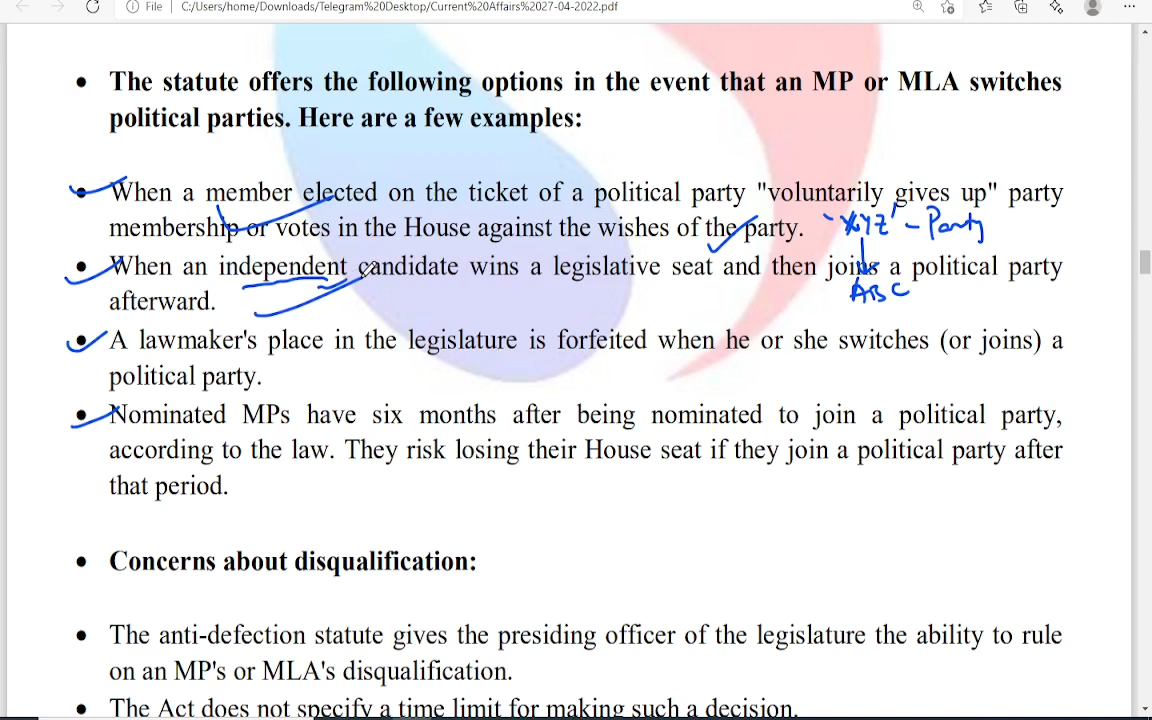 File | C:/Users/home/Downloads/Telegram%20Desktop/Current%20Affairs%2027-04-2022.pdf
• The statute offers the following options in the event that an MP or MLA switches
political parties. Here are a few examples:
• When a member elected on the ticket of a political party "voluntarily gives up" party
membership or votes in the House against the wishes of the party.
'XYZ' - Party
• When an independent candidate wins a legislative seat and then joins a political party
ABC
afterward.
• A lawmaker's place in the legislature is forfeited when he or she switches (or joins) a
political party.
• Nominated MPs have six months after being nominated to join a political party,
according to the law. They risk losing their House seat if they join a political party after
that period.
• Concerns about disqualification:
• The anti-defection statute gives the presiding officer of the legislature the ability to rule
on an MP's or MLA's disqualification.
• The Act does not specify a time limit for making such a decision.